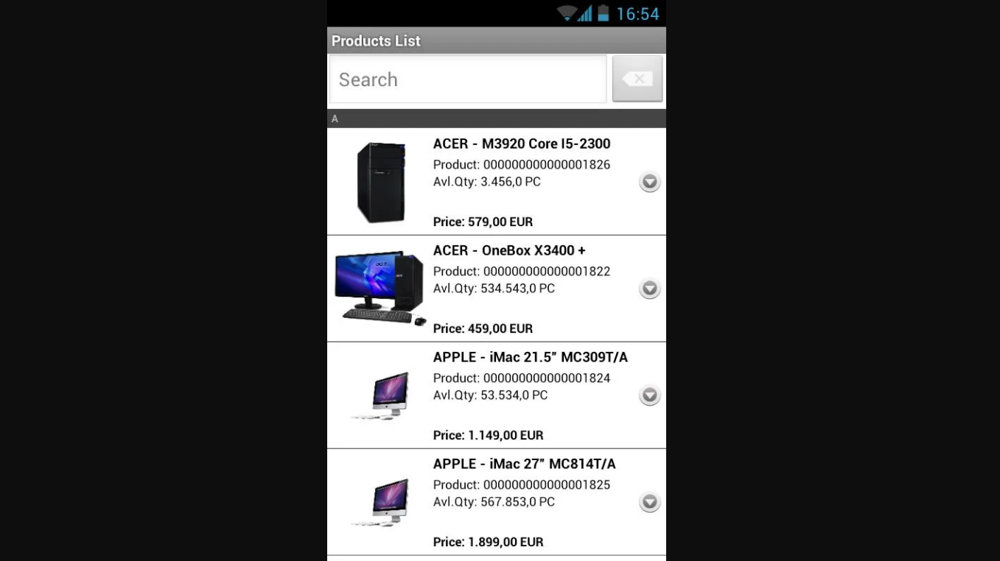 16:54
Products List
Search
A
ACER - M3920 Core I5-2300
Product: 000000000000001826
Avl.Qty: 3.456,0 PC
Price: 579,00 EUR
ACER - OneBox X3400 +
Product: 000000000000001822
Avl.Qty: 534.543,0 PC
Price: 459,00 EUR
APPLE - iMac 21.5" MC309T/A
Product: 000000000000001824
Avl.Qty: 53.534,0 PC
Price: 1.149,00 EUR
APPLE - iMac 27" MC814T/A
Product: 000000000000001825
Avl.Qty: 567.853,0 PC
Price: 1.899,00 EUR